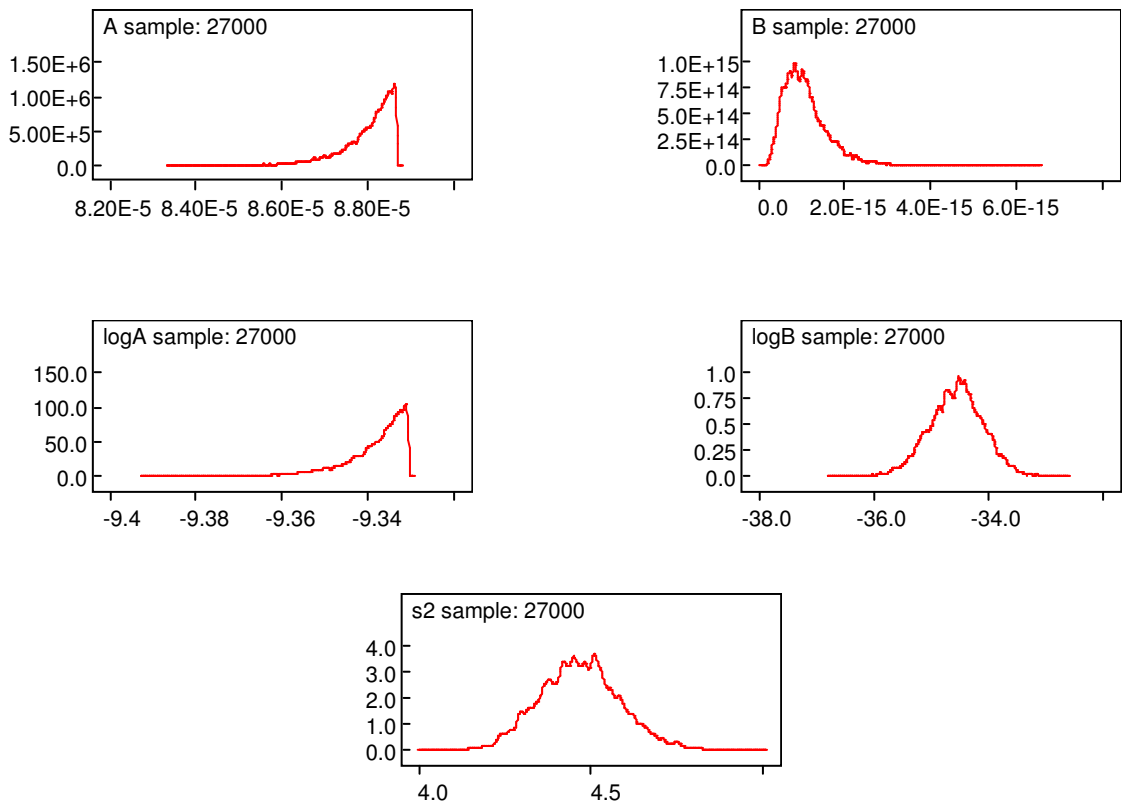 A sample: 27000
1.50E+6
1.00E+6
5.00E+5
0.0
8.20E-5 8.40E-5 8.60E-5 8.80E-5
B sample: 27000
1.0E+15
7.5E+14
5.0E+14
2.5E+14
0.0
0.0 2.0E-15 4.0E-15 6.0E-15
logA sample: 27000
150.0
100.0
50.0
0.0
-9.4 -9.38 -9.36 -9.34
logB sample: 27000
1.0
0.75
0.5
0.25
0.0
-38.0 -36.0 -34.0
s2 sample: 27000
4.0
3.0
2.0
1.0
0.0
4.0 4.5